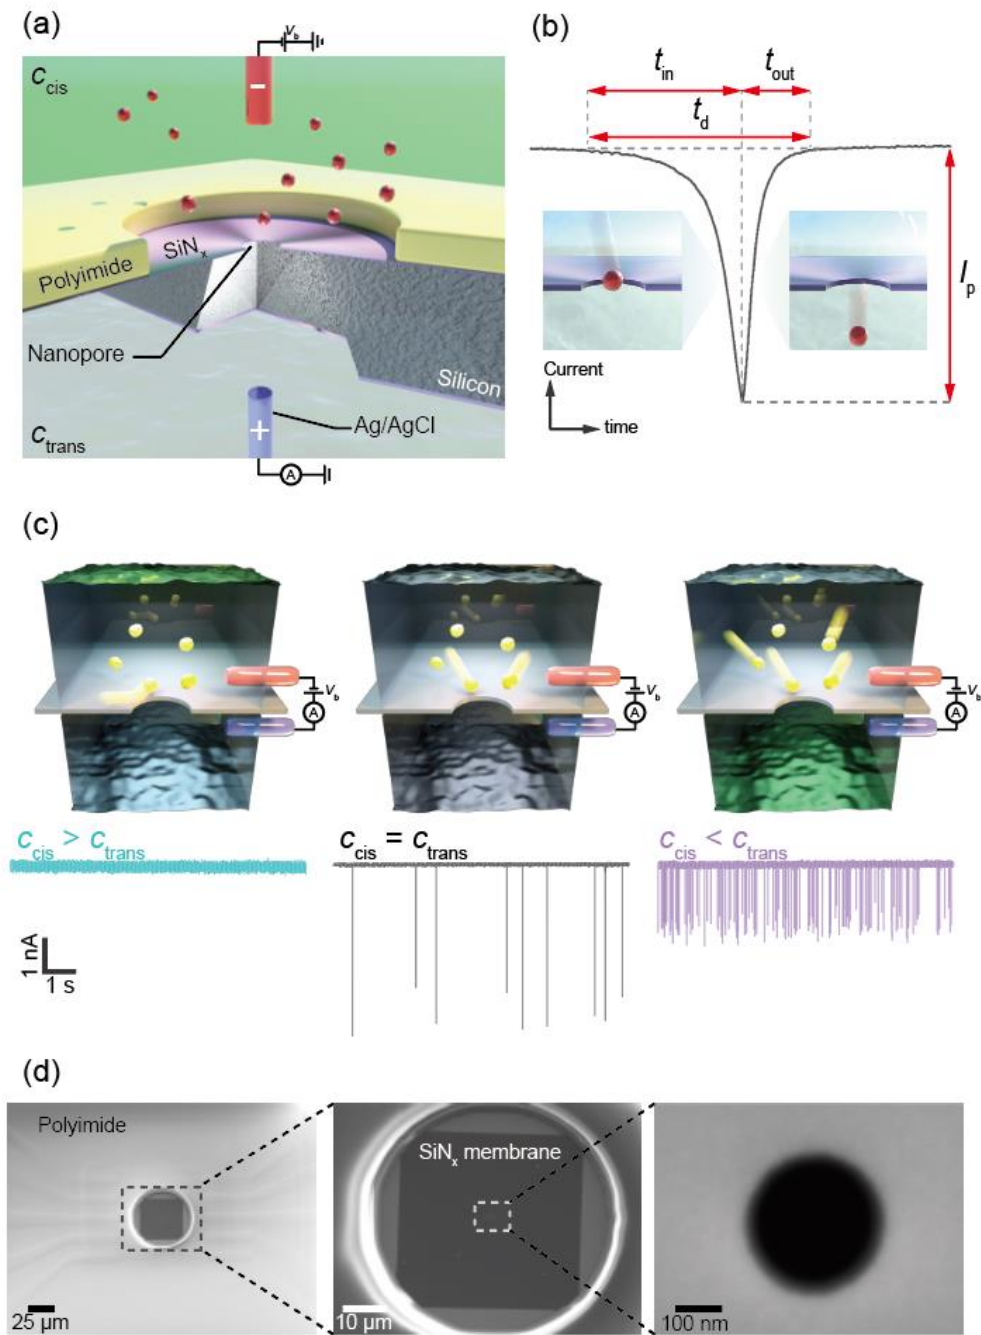 (a)
V_b
c_cis
−
SiN_x
Polyimide
Nanopore
Silicon
Ag/AgCl
+
c_trans
A
(b)
t_in
t_out
t_d
I_p
Current
time
(c)
V_b
A
V_b
A
V_b
A
c_cis > c_trans
c_cis = c_trans
c_cis < c_trans
1 nA
1 s
(d)
Polyimide
25 µm
SiN_x membrane
10 µm
100 nm